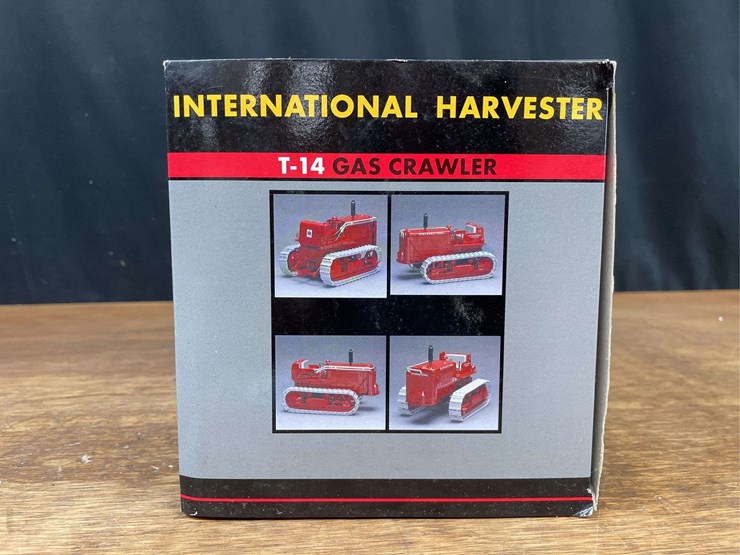 INTERNATIONAL HARVESTER
T-14 GAS CRAWLER